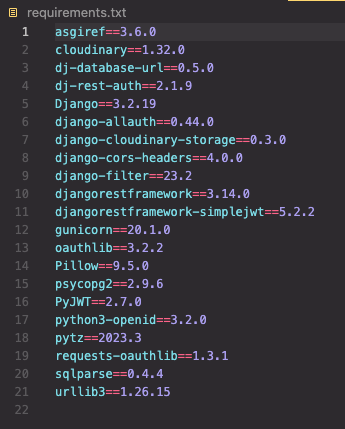 requirements.txt
1 asgiref==3.6.0
2 cloudinary==1.32.0
3 dj-database-url==0.5.0
4 dj-rest-auth==2.1.9
5 Django==3.2.19
6 django-allauth==0.44.0
7 django-cloudinary-storage==0.3.0
8 django-cors-headers==4.0.0
9 django-filter==23.2
10 djangorestframework==3.14.0
11 djangorestframework-simplejwt==5.2.2
12 gunicorn==20.1.0
13 oauthlib==3.2.2
14 Pillow==9.5.0
15 psycopg2==2.9.6
16 PyJWT==2.7.0
17 python3-openid==3.2.0
18 pytz==2023.3
19 requests-oauthlib==1.3.1
20 sqlparse==0.4.4
21 urllib3==1.26.15
22